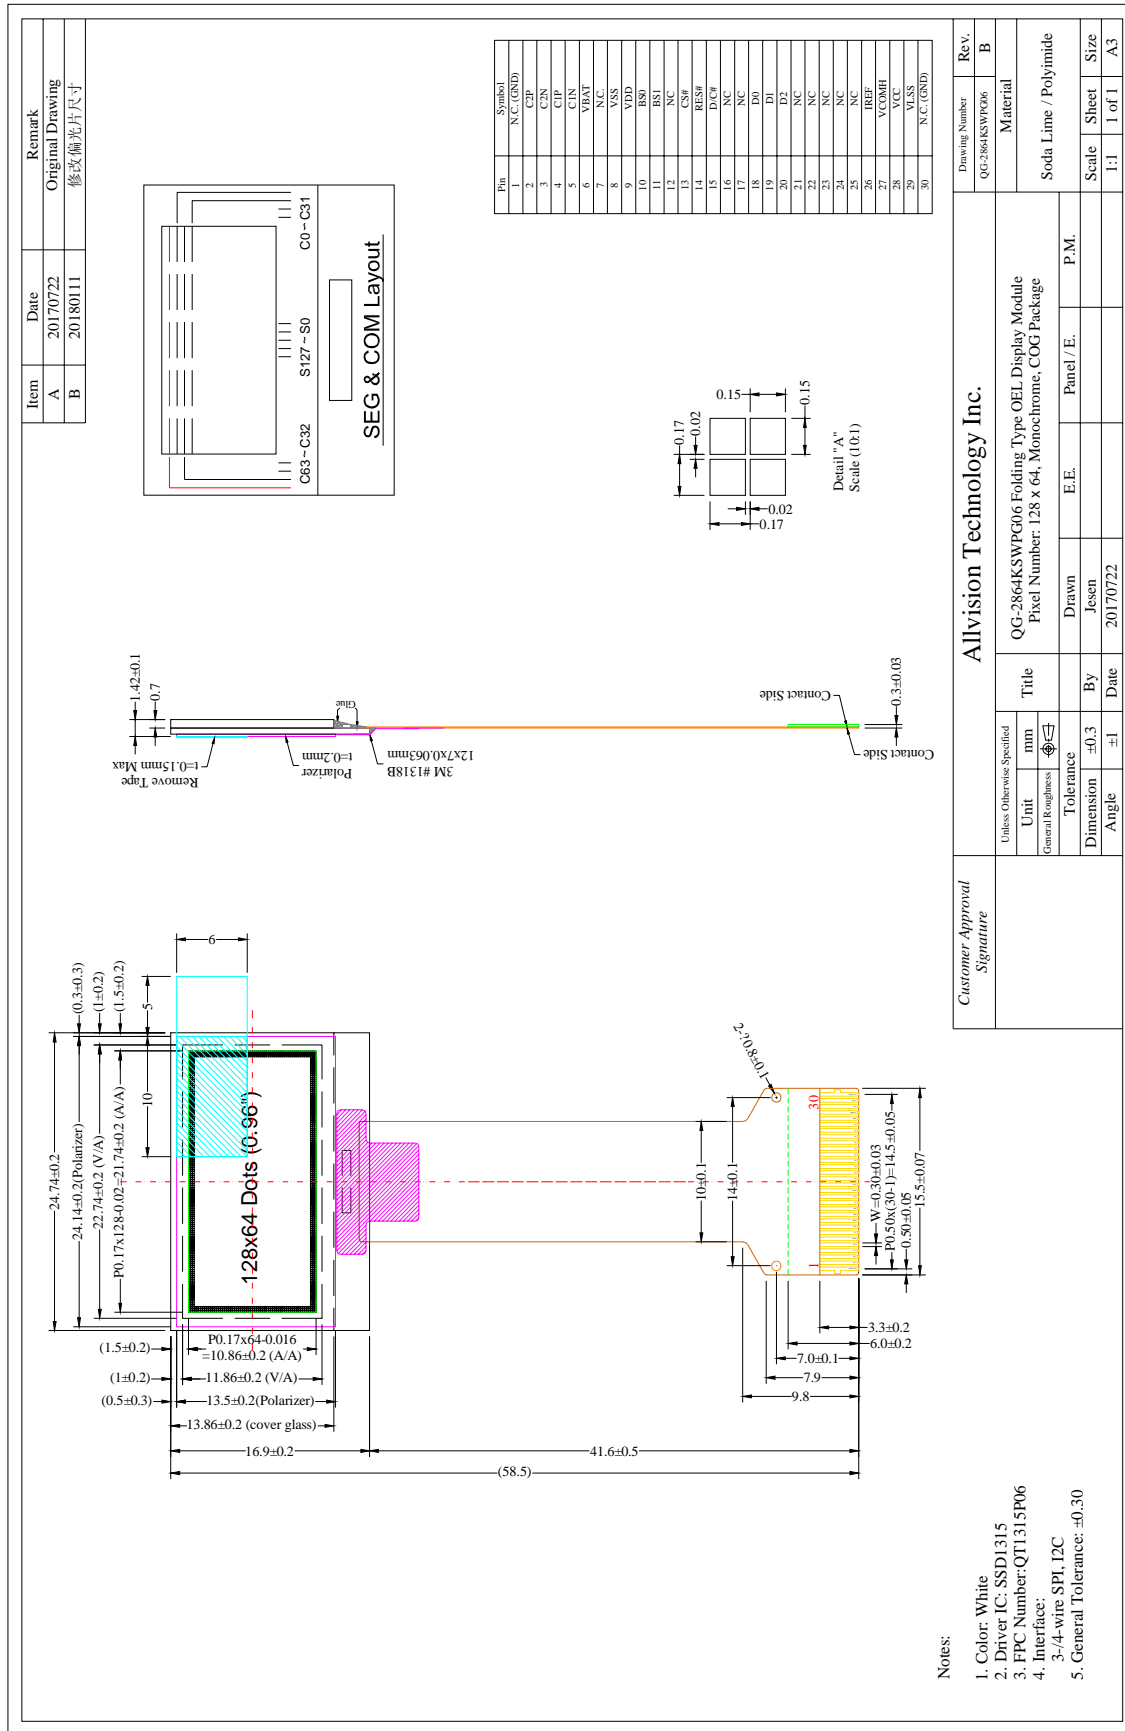 Item Date Remark
A 20170722 Original Drawing
B 20180111 修改偏光片尺寸
C63~C32 S127~S0 C0~C31
SEG & COM Layout
Pin Symbol
1 N.C. (GND)
2 C2P
3 C2N
4 C1P
5 C1N
6 VBAT
7 N.C.
8 VSS
9 VDD
10 BS0
11 BS1
12 NC
13 CS#
14 RES#
15 D/C#
16 NC
17 NC
18 D0
19 D1
20 D2
21 NC
22 NC
23 NC
24 NC
25 NC
26 IREF
27 VCOMH
28 VCC
29 VLSS
30 N.C. (GND)
0.17
0.02
0.15
0.15
0.02
0.17
Detail "A"
Scale (10:1)
1.42±0.1
0.7
Remove Tape
t=0.15mm Max
Polarizer
t=0.2mm
Glue
3M #1318B
12x7x0.063mm
Contact Side
Contact Side
0.3±0.03
24.74±0.2
24.14±0.2(Polarizer)
22.74±0.2 (V/A)
P0.17x128-0.02=21.74±0.2 (A/A)
(0.3±0.3)
(1±0.2)
(1.5±0.2)
5
10
6
128x64 Dots (0.96")
(1.5±0.2)
P0.17x64-0.016
=10.86±0.2 (A/A)
(1±0.2)
11.86±0.2 (V/A)
(0.5±0.3)
13.5±0.2(Polarizer)
13.86±0.2 (cover glass)
16.9±0.2
41.6±0.5
(58.5)
10±0.1
14±0.1
2-?0.8±0.1
1
30
W=0.30±0.03
P0.50x(30-1)=14.5±0.05
0.50±0.05
15.5±0.07
3.3±0.2
6.0±0.2
7.0±0.1
7.9
9.8
Notes:
1. Color: White
2. Driver IC: SSD1315
3. FPC Number:QT1315P06
4. Interface:
3-/4-wire SPI, I2C
5. General Tolerance: ±0.30
Customer Approval
Signature
Allvision Technology Inc.
Unless Otherwise Specified
Unit mm
General Roughness
Tolerance
Dimension ±0.3
Angle ±1
Title
QG-2864KSWPG06 Folding Type OEL Display Module
Pixel Number: 128 x 64, Monochrome, COG Package
By
Date
Drawn
Jesen
20170722
E.E.
Panel / E.
P.M.
Drawing Number
QG-2864KSWPG06
Rev.
B
Material
Soda Lime / Polyimide
Scale Sheet Size
1:1 1 of 1 A3